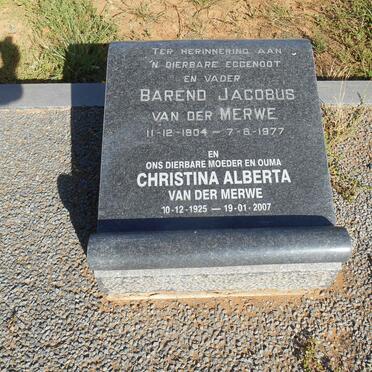 TER HERINNERING AAN
'N DIERBARE EGGENOOT
EN VADER
BAREND JACOBUS
VAN DER MERWE
11-12-1904 – 7-6-1977
EN
ONS DIERBARE MOEDER EN OUMA
CHRISTINA ALBERTA
VAN DER MERWE
10-12-1925 – 19-01-2007